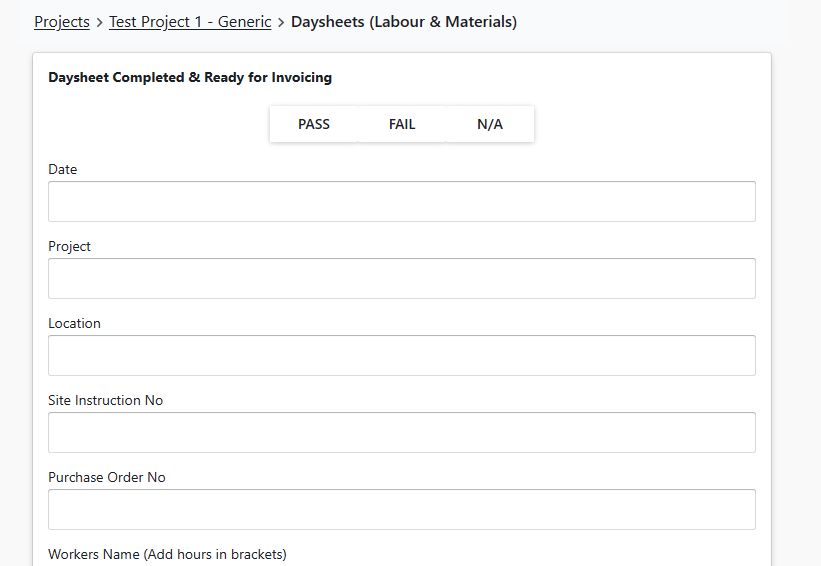 Projects > Test Project 1 - Generic > Daysheets (Labour & Materials)
Daysheet Completed & Ready for Invoicing
PASS FAIL N/A
Date
Project
Location
Site Instruction No
Purchase Order No
Workers Name (Add hours in brackets)